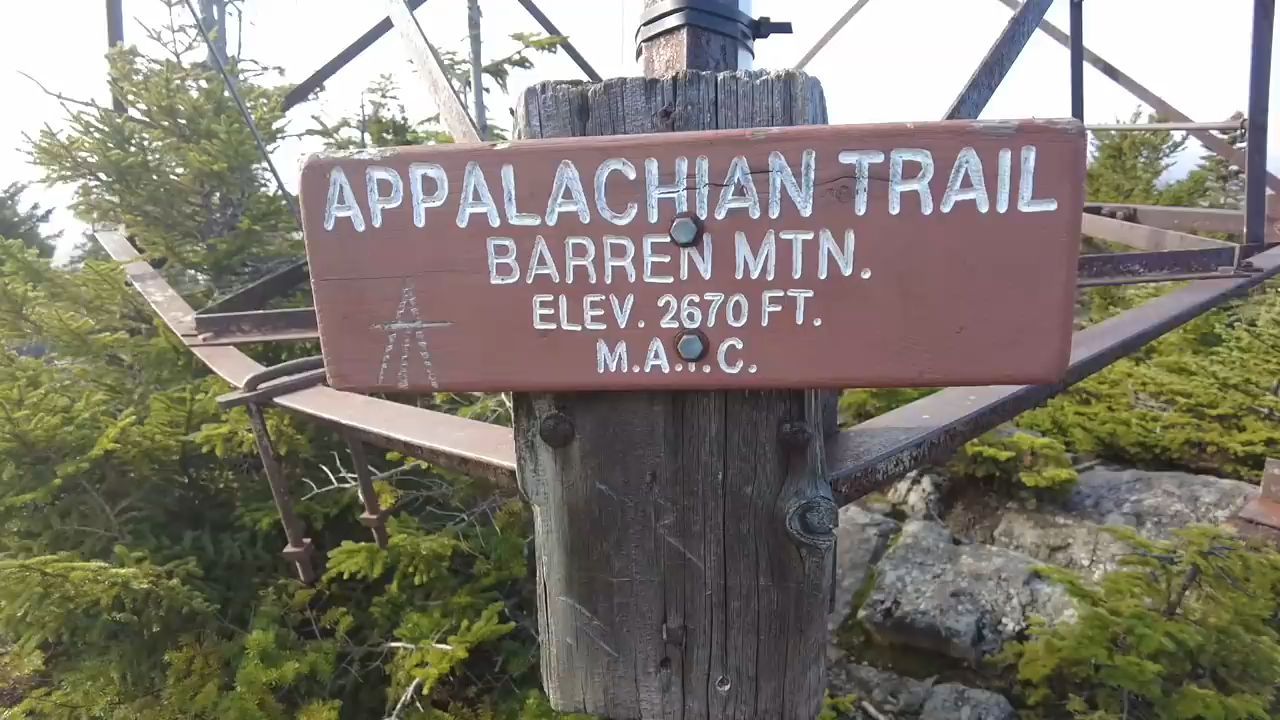 APPALACHIAN TRAIL
BARREN MTN.
ELEV. 2670 FT.
M.A.T.C.